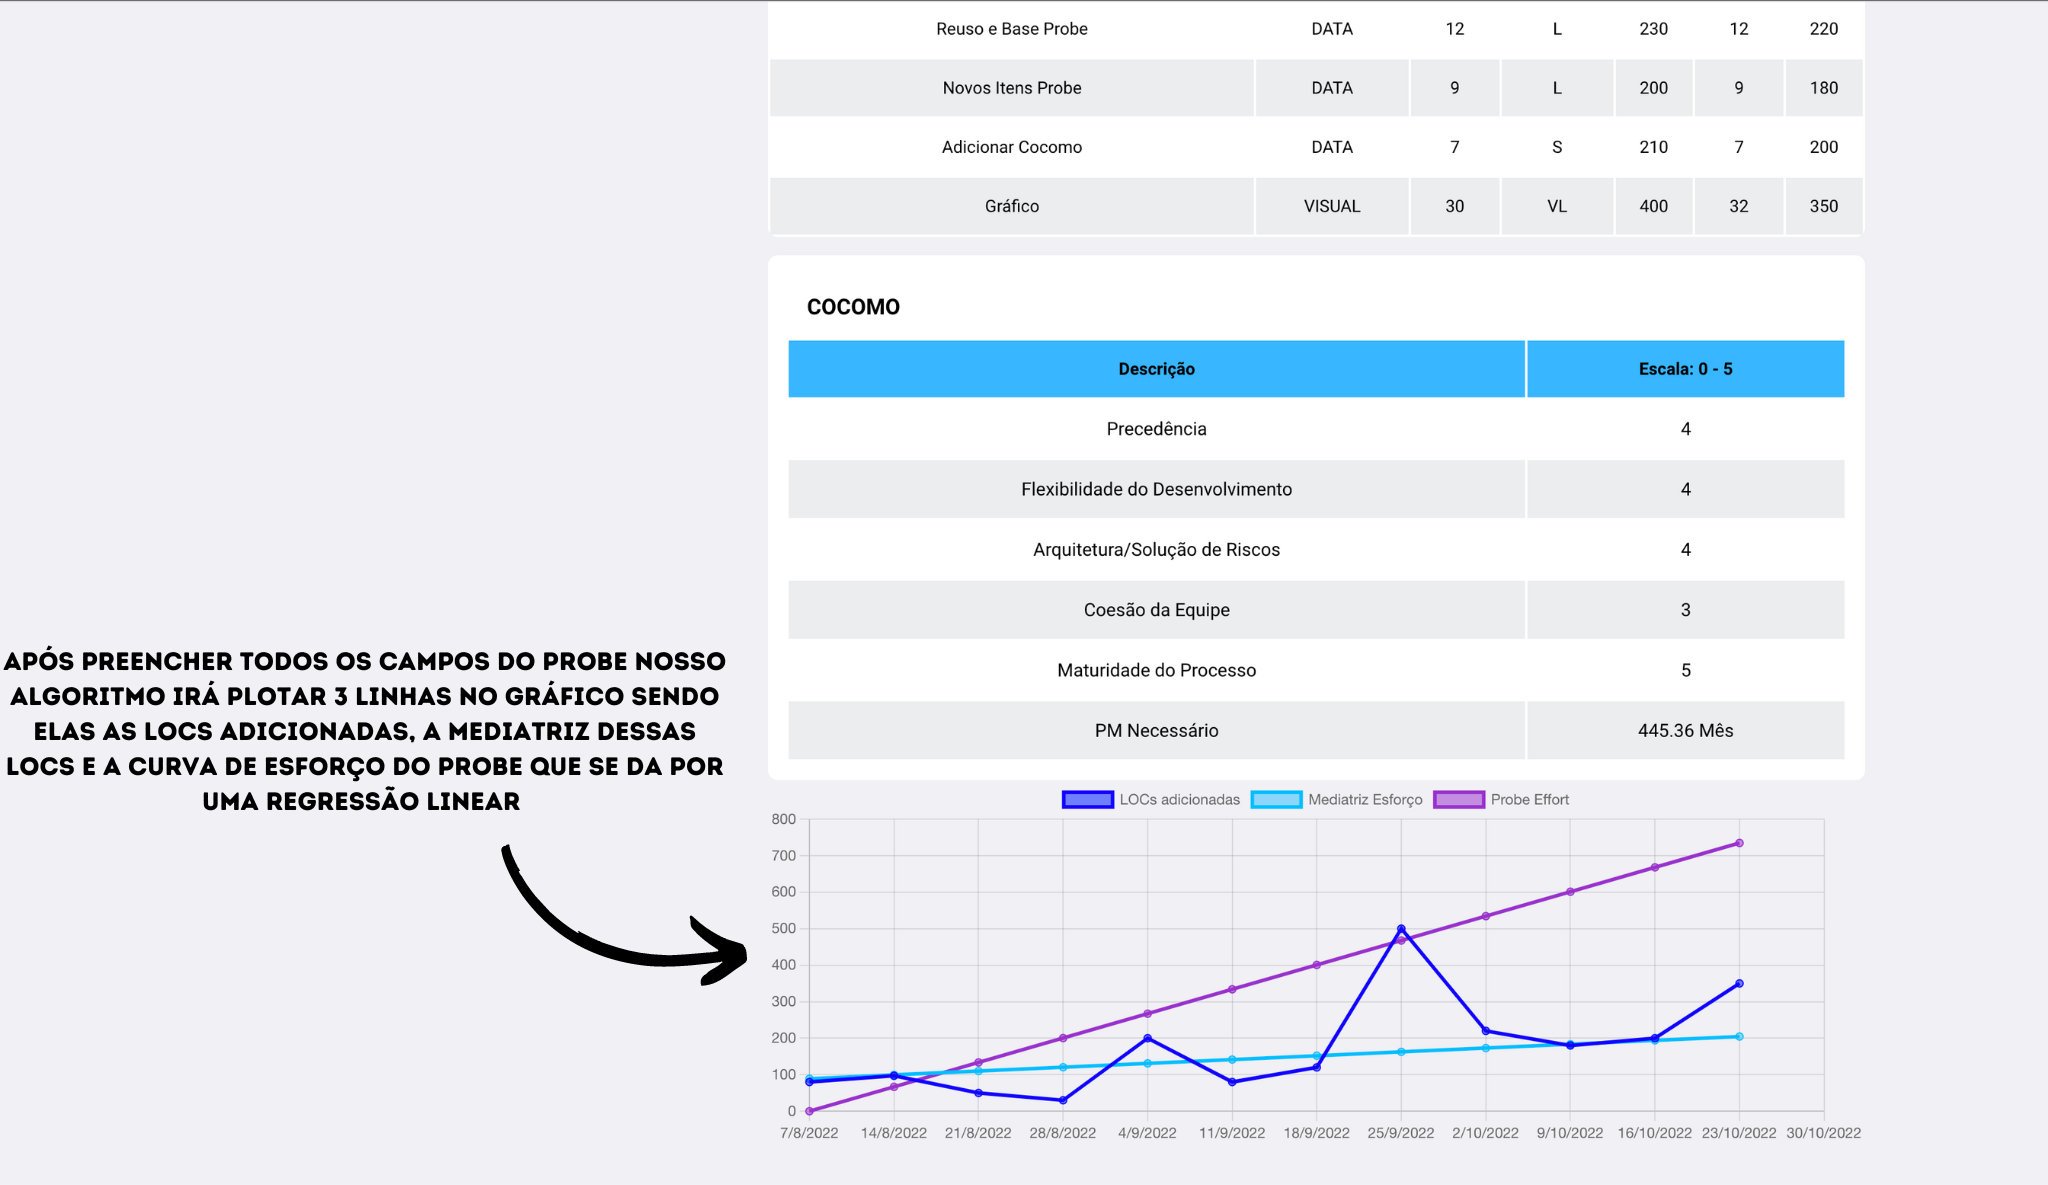 Reuso e Base Probe DATA 12 L 230 12 220
Novos Itens Probe DATA 9 L 200 9 180
Adicionar Cocomo DATA 7 S 210 7 200
Gráfico VISUAL 30 VL 400 32 350
COCOMO
Descrição Escala: 0 - 5
Precedência 4
Flexibilidade do Desenvolvimento 4
Arquitetura/Solução de Riscos 4
Coesão da Equipe 3
Maturidade do Processo 5
PM Necessário 445.36 Mês
APÓS PREENCHER TODOS OS CAMPOS DO PROBE NOSSO
ALGORITMO IRÁ PLOTAR 3 LINHAS NO GRÁFICO SENDO
ELAS AS LOCS ADICIONADAS, A MEDIATRIZ DESSAS
LOCS E A CURVA DE ESFORÇO DO PROBE QUE SE DA POR
UMA REGRESSÃO LINEAR
LOCs adicionadas Mediatriz Esforço Probe Effort
800
700
600
500
400
300
200
100
0
7/8/2022 14/8/2022 21/8/2022 28/8/2022 4/9/2022 11/9/2022 18/9/2022 25/9/2022 2/10/2022 9/10/2022 16/10/2022 23/10/2022 30/10/2022